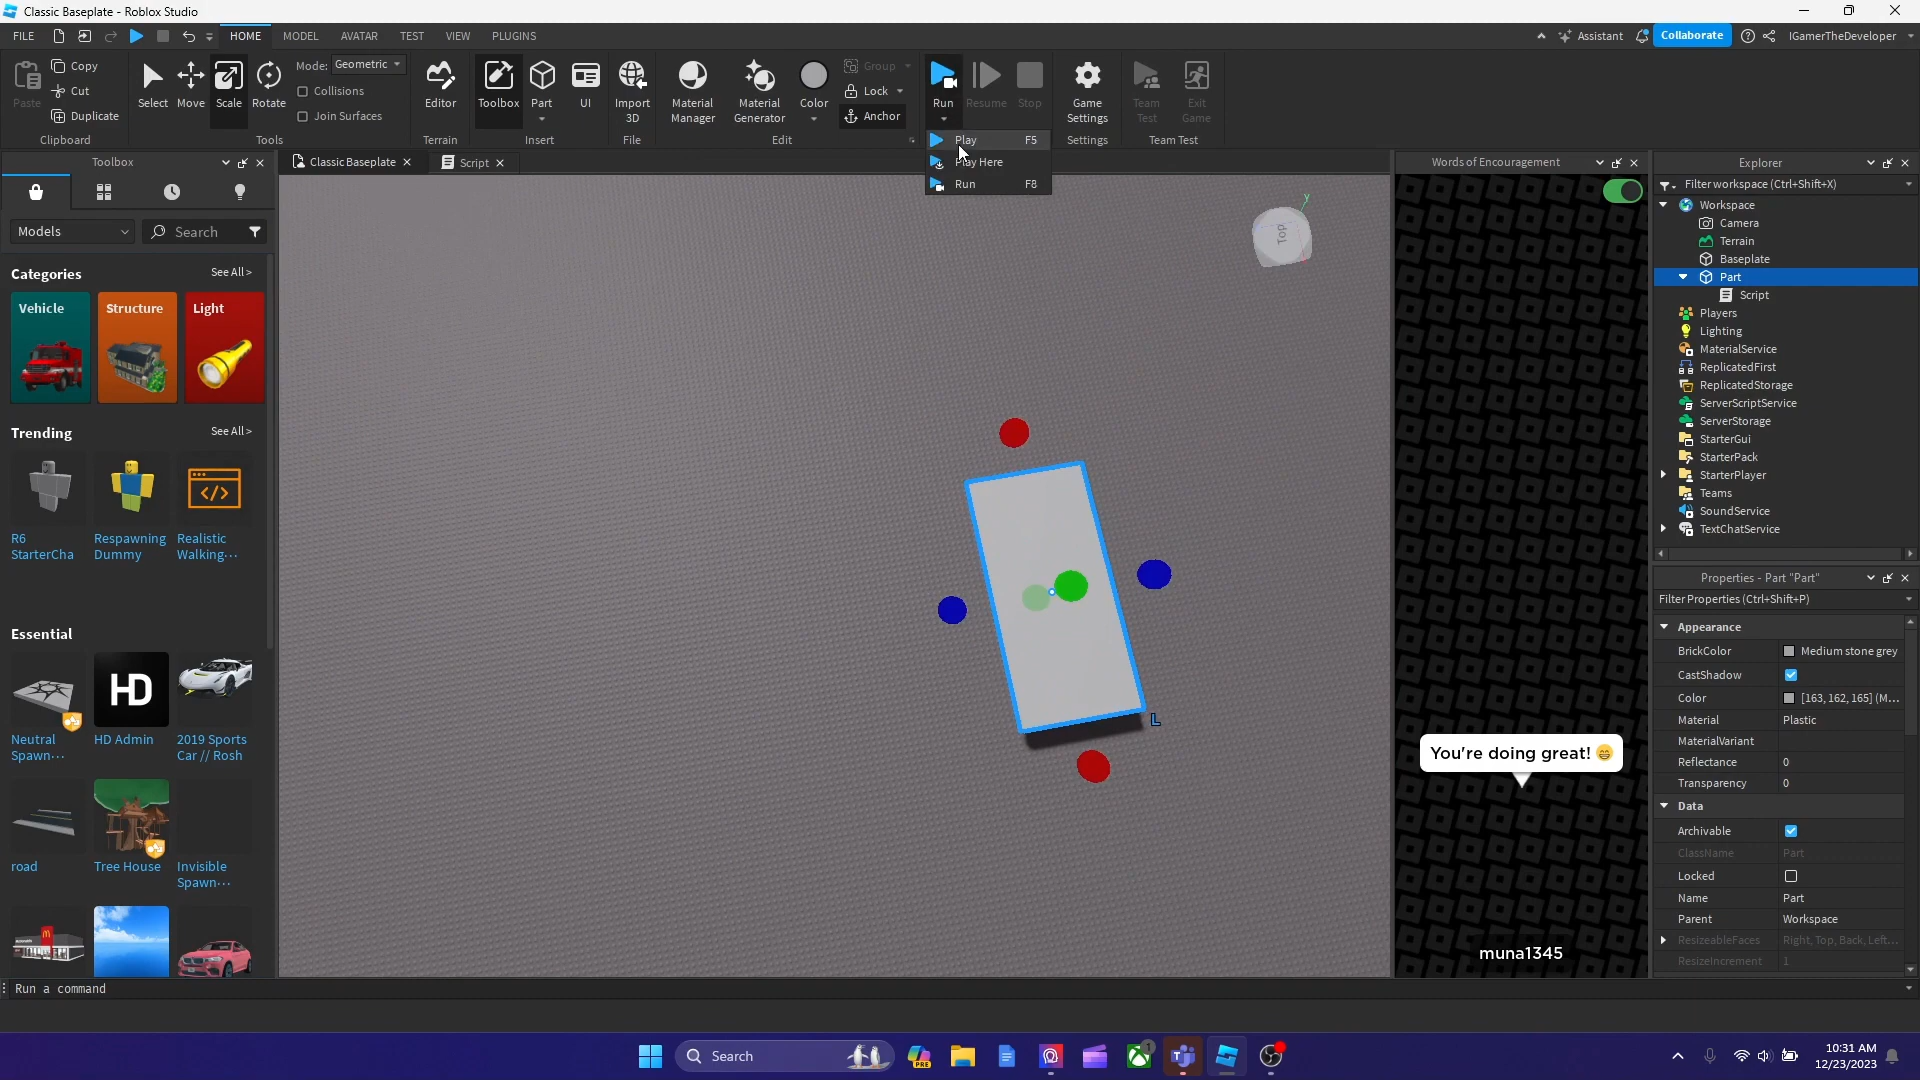 Classic Baseplate - Roblox Studio
FILE
HOME
MODEL
AVATAR
TEST
VIEW
PLUGINS
Assistant
Collaborate
IGamerTheDeveloper
Paste
Copy
Cut
Duplicate
Clipboard
Select
Move
Scale
Rotate
Mode: Geometric
Collisions
Join Surfaces
Tools
Editor
Terrain
Toolbox
Part
UI
Insert
Import
3D
File
Material
Manager
Material
Generator
Color
Group
Lock
Anchor
Edit
Run
Resume
Stop
Play F5
Play Here
Run F8
Game
Settings
Settings
Team
Test
Exit
Game
Team Test
Toolbox
Models
Search
Categories
See All >
Vehicle
Structure
Light
Trending
See All >
R6
StarterCha
Respawning
Dummy
Realistic
Walking...
Essential
HD
Neutral
Spawn...
HD Admin
2019 Sports
Car // Rosh
road
Tree House
Invisible
Spawn...
Classic Baseplate
Script
y
Top
L
Words of Encouragement
You're doing great! 😄
muna1345
Explorer
Filter workspace (Ctrl+Shift+X)
Workspace
Camera
Terrain
Baseplate
Part
Script
Players
Lighting
MaterialService
ReplicatedFirst
ReplicatedStorage
ServerScriptService
ServerStorage
StarterGui
StarterPack
StarterPlayer
Teams
SoundService
TextChatService
Properties - Part "Part"
Filter Properties (Ctrl+Shift+P)
Appearance
BrickColor Medium stone grey
CastShadow
Color [163, 162, 165] (M...
Material Plastic
MaterialVariant
Reflectance 0
Transparency 0
Data
Archivable
ClassName Part
Locked
Name Part
Parent Workspace
ResizeableFaces Right, Top, Back, Left...
ResizeIncrement 1
Run a command
Search
PRE
1
10:31 AM
12/23/2023